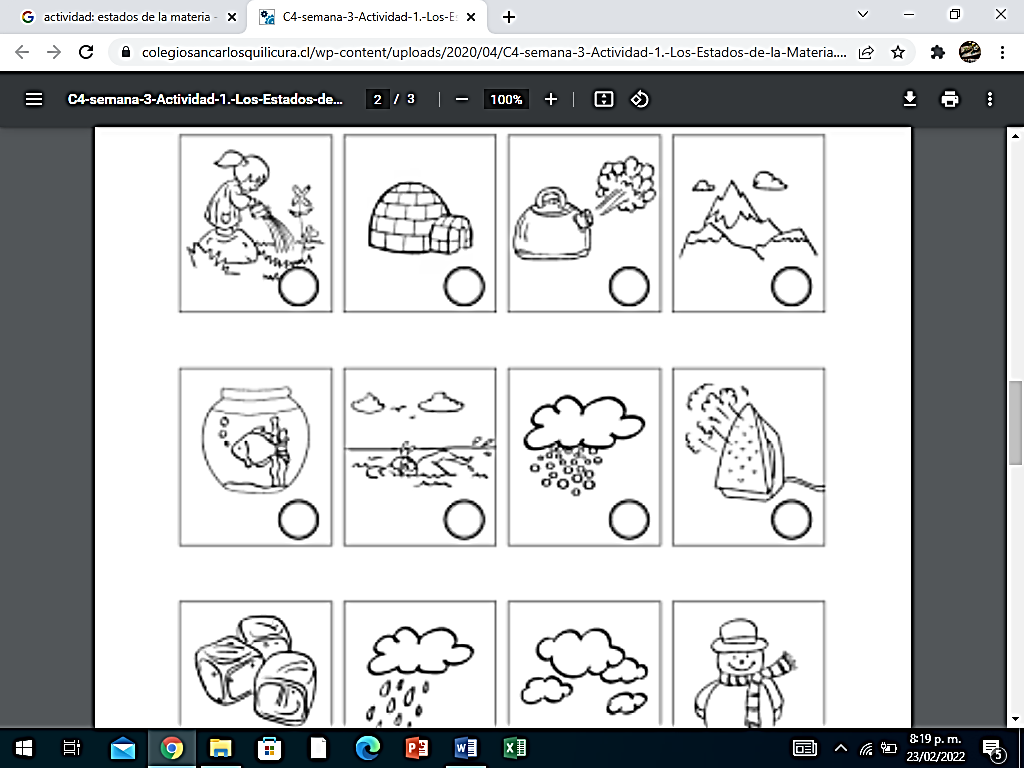 actividad: estados de la materia -
C4-semana-3-Actividad-1.-Los-Es
colegiosancarlosquilicura.cl/wp-content/uploads/2020/04/C4-semana-3-Actividad-1.-Los-Estados-de-la-Materia....
C4-semana-3-Actividad-1.-Los-Estados-de...
2 / 3
100%
8:19 p. m.
23/02/2022
5